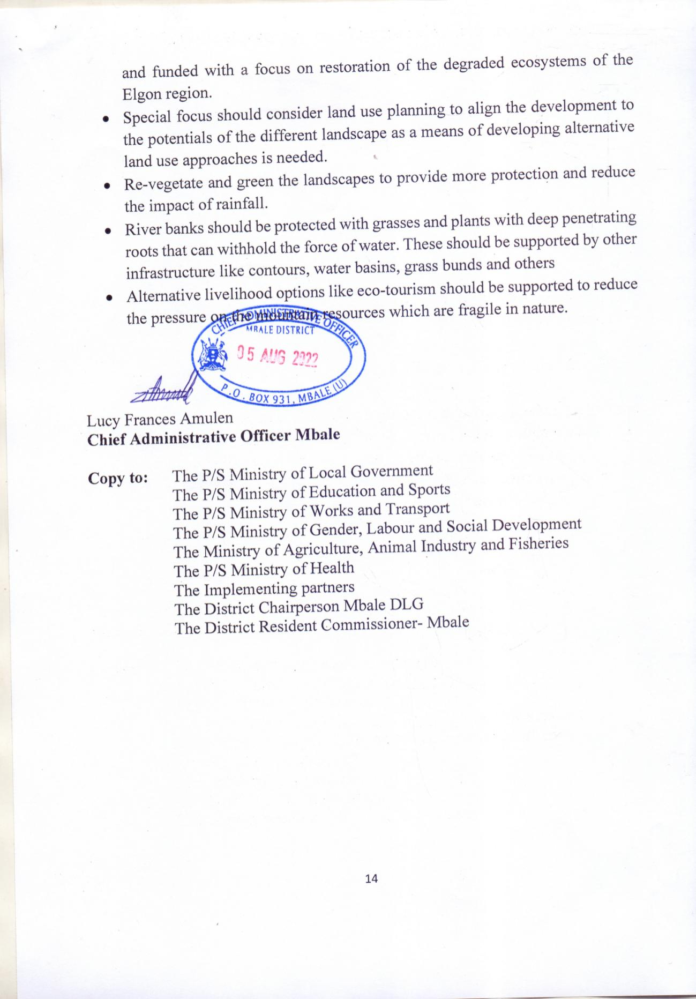 and funded with a focus on restoration of the degraded ecosystems of the
Elgon region.
• Special focus should consider land use planning to align the development to
the potentials of the different landscape as a means of developing alternative
land use approaches is needed.
• Re-vegetate and green the landscapes to provide more protection and reduce
the impact of rainfall.
• River banks should be protected with grasses and plants with deep penetrating
roots that can withhold the force of water. These should be supported by other
infrastructure like contours, water basins, grass bunds and others
• Alternative livelihood options like eco-tourism should be supported to reduce
the pressure on the mountain resources which are fragile in nature.
CHIEF ADMINISTRATIVE OFFICER
MBALE DISTRICT
05 AUG 2022
P.O. BOX 931, MBALE (U)
Lucy Frances Amulen
Chief Administrative Officer Mbale
Copy to: The P/S Ministry of Local Government
The P/S Ministry of Education and Sports
The P/S Ministry of Works and Transport
The P/S Ministry of Gender, Labour and Social Development
The Ministry of Agriculture, Animal Industry and Fisheries
The P/S Ministry of Health
The Implementing partners
The District Chairperson Mbale DLG
The District Resident Commissioner- Mbale
14